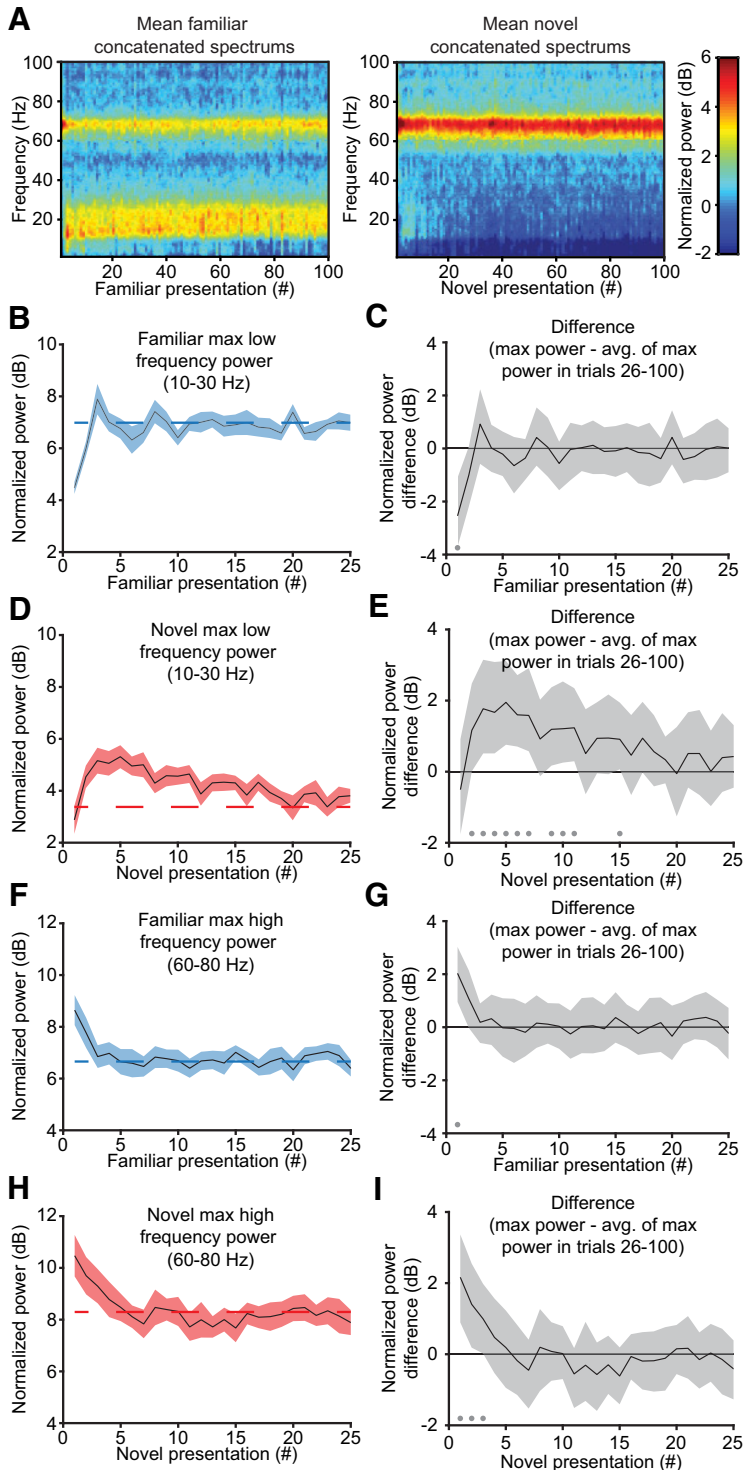 A
Mean familiar
concatenated spectrums
Mean novel
concatenated spectrums
Frequency (Hz)
100
80
60
40
20
20
40
60
80
100
Familiar presentation (#)
Frequency (Hz)
100
80
60
40
20
20
40
60
80
100
Novel presentation (#)
Normalized power (dB)
6
4
2
0
-2
B
Familiar max low
frequency power
(10-30 Hz)
Normalized power (dB)
10
8
6
4
2
0
5
10
15
20
25
Familiar presentation (#)
C
Difference
(max power - avg. of max
power in trials 26-100)
Normalized power
difference (dB)
4
2
0
-2
-4
0
5
10
15
20
25
Familiar presentation (#)
D
Novel max low
frequency power
(10-30 Hz)
Normalized power (dB)
10
8
6
4
2
0
5
10
15
20
25
Novel presentation (#)
E
Difference
(max power - avg. of max
power in trials 26-100)
Normalized power
difference (dB)
4
2
0
-2
0
5
10
15
20
25
Novel presentation (#)
F
Familiar max high
frequency power
(60-80 Hz)
Normalized power (dB)
12
10
8
6
4
0
5
10
15
20
25
Familiar presentation (#)
G
Difference
(max power - avg. of max
power in trials 26-100)
Normalized power
difference (dB)
4
2
0
-2
-4
0
5
10
15
20
25
Familiar presentation (#)
H
Novel max high
frequency power
(60-80 Hz)
Normalized power (dB)
12
10
8
6
4
0
5
10
15
20
25
Novel presentation (#)
I
Difference
(max power - avg. of max
power in trials 26-100)
Normalized power
difference (dB)
4
2
0
-2
0
5
10
15
20
25
Novel presentation (#)